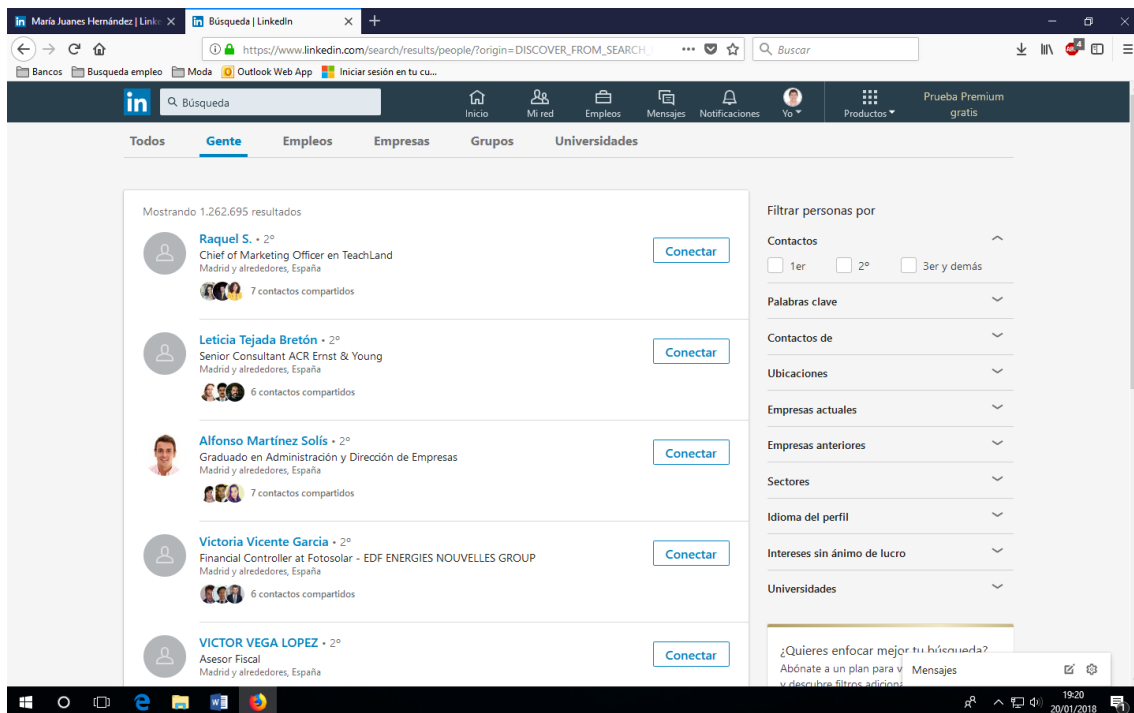 in María Juanes Hernández | Linke
in Búsqueda | LinkedIn
https://www.linkedin.com/search/results/people/?origin=DISCOVER_FROM_SEARCH_
Buscar
Bancos Busqueda empleo Moda Outlook Web App Iniciar sesión en tu cu...
in Búsqueda
Inicio Mi red Empleos Mensajes Notificaciones Yo Productos
Prueba Premium
gratis
Todos Gente Empleos Empresas Grupos Universidades
Mostrando 1.262.695 resultados
Raquel S. • 2º
Chief of Marketing Officer en TeachLand
Madrid y alrededores, España
7 contactos compartidos
Conectar
Leticia Tejada Bretón • 2º
Senior Consultant ACR Ernst & Young
Madrid y alrededores, España
6 contactos compartidos
Conectar
Alfonso Martínez Solís • 2º
Graduado en Administración y Dirección de Empresas
Madrid y alrededores, España
7 contactos compartidos
Conectar
Victoria Vicente Garcia • 2º
Financial Controller at Fotosolar - EDF ENERGIES NOUVELLES GROUP
Madrid y alrededores, España
6 contactos compartidos
Conectar
VICTOR VEGA LOPEZ • 2º
Asesor Fiscal
Madrid y alrededores, España
Conectar
Filtrar personas por
Contactos
1er 2º 3er y demás
Palabras clave
Contactos de
Ubicaciones
Empresas actuales
Empresas anteriores
Sectores
Idioma del perfil
Intereses sin ánimo de lucro
Universidades
¿Quieres enfocar mejor tu búsqueda?
Abónate a un plan para v
y descubre filtros adiciona
Mensajes
19:20
20/01/2018